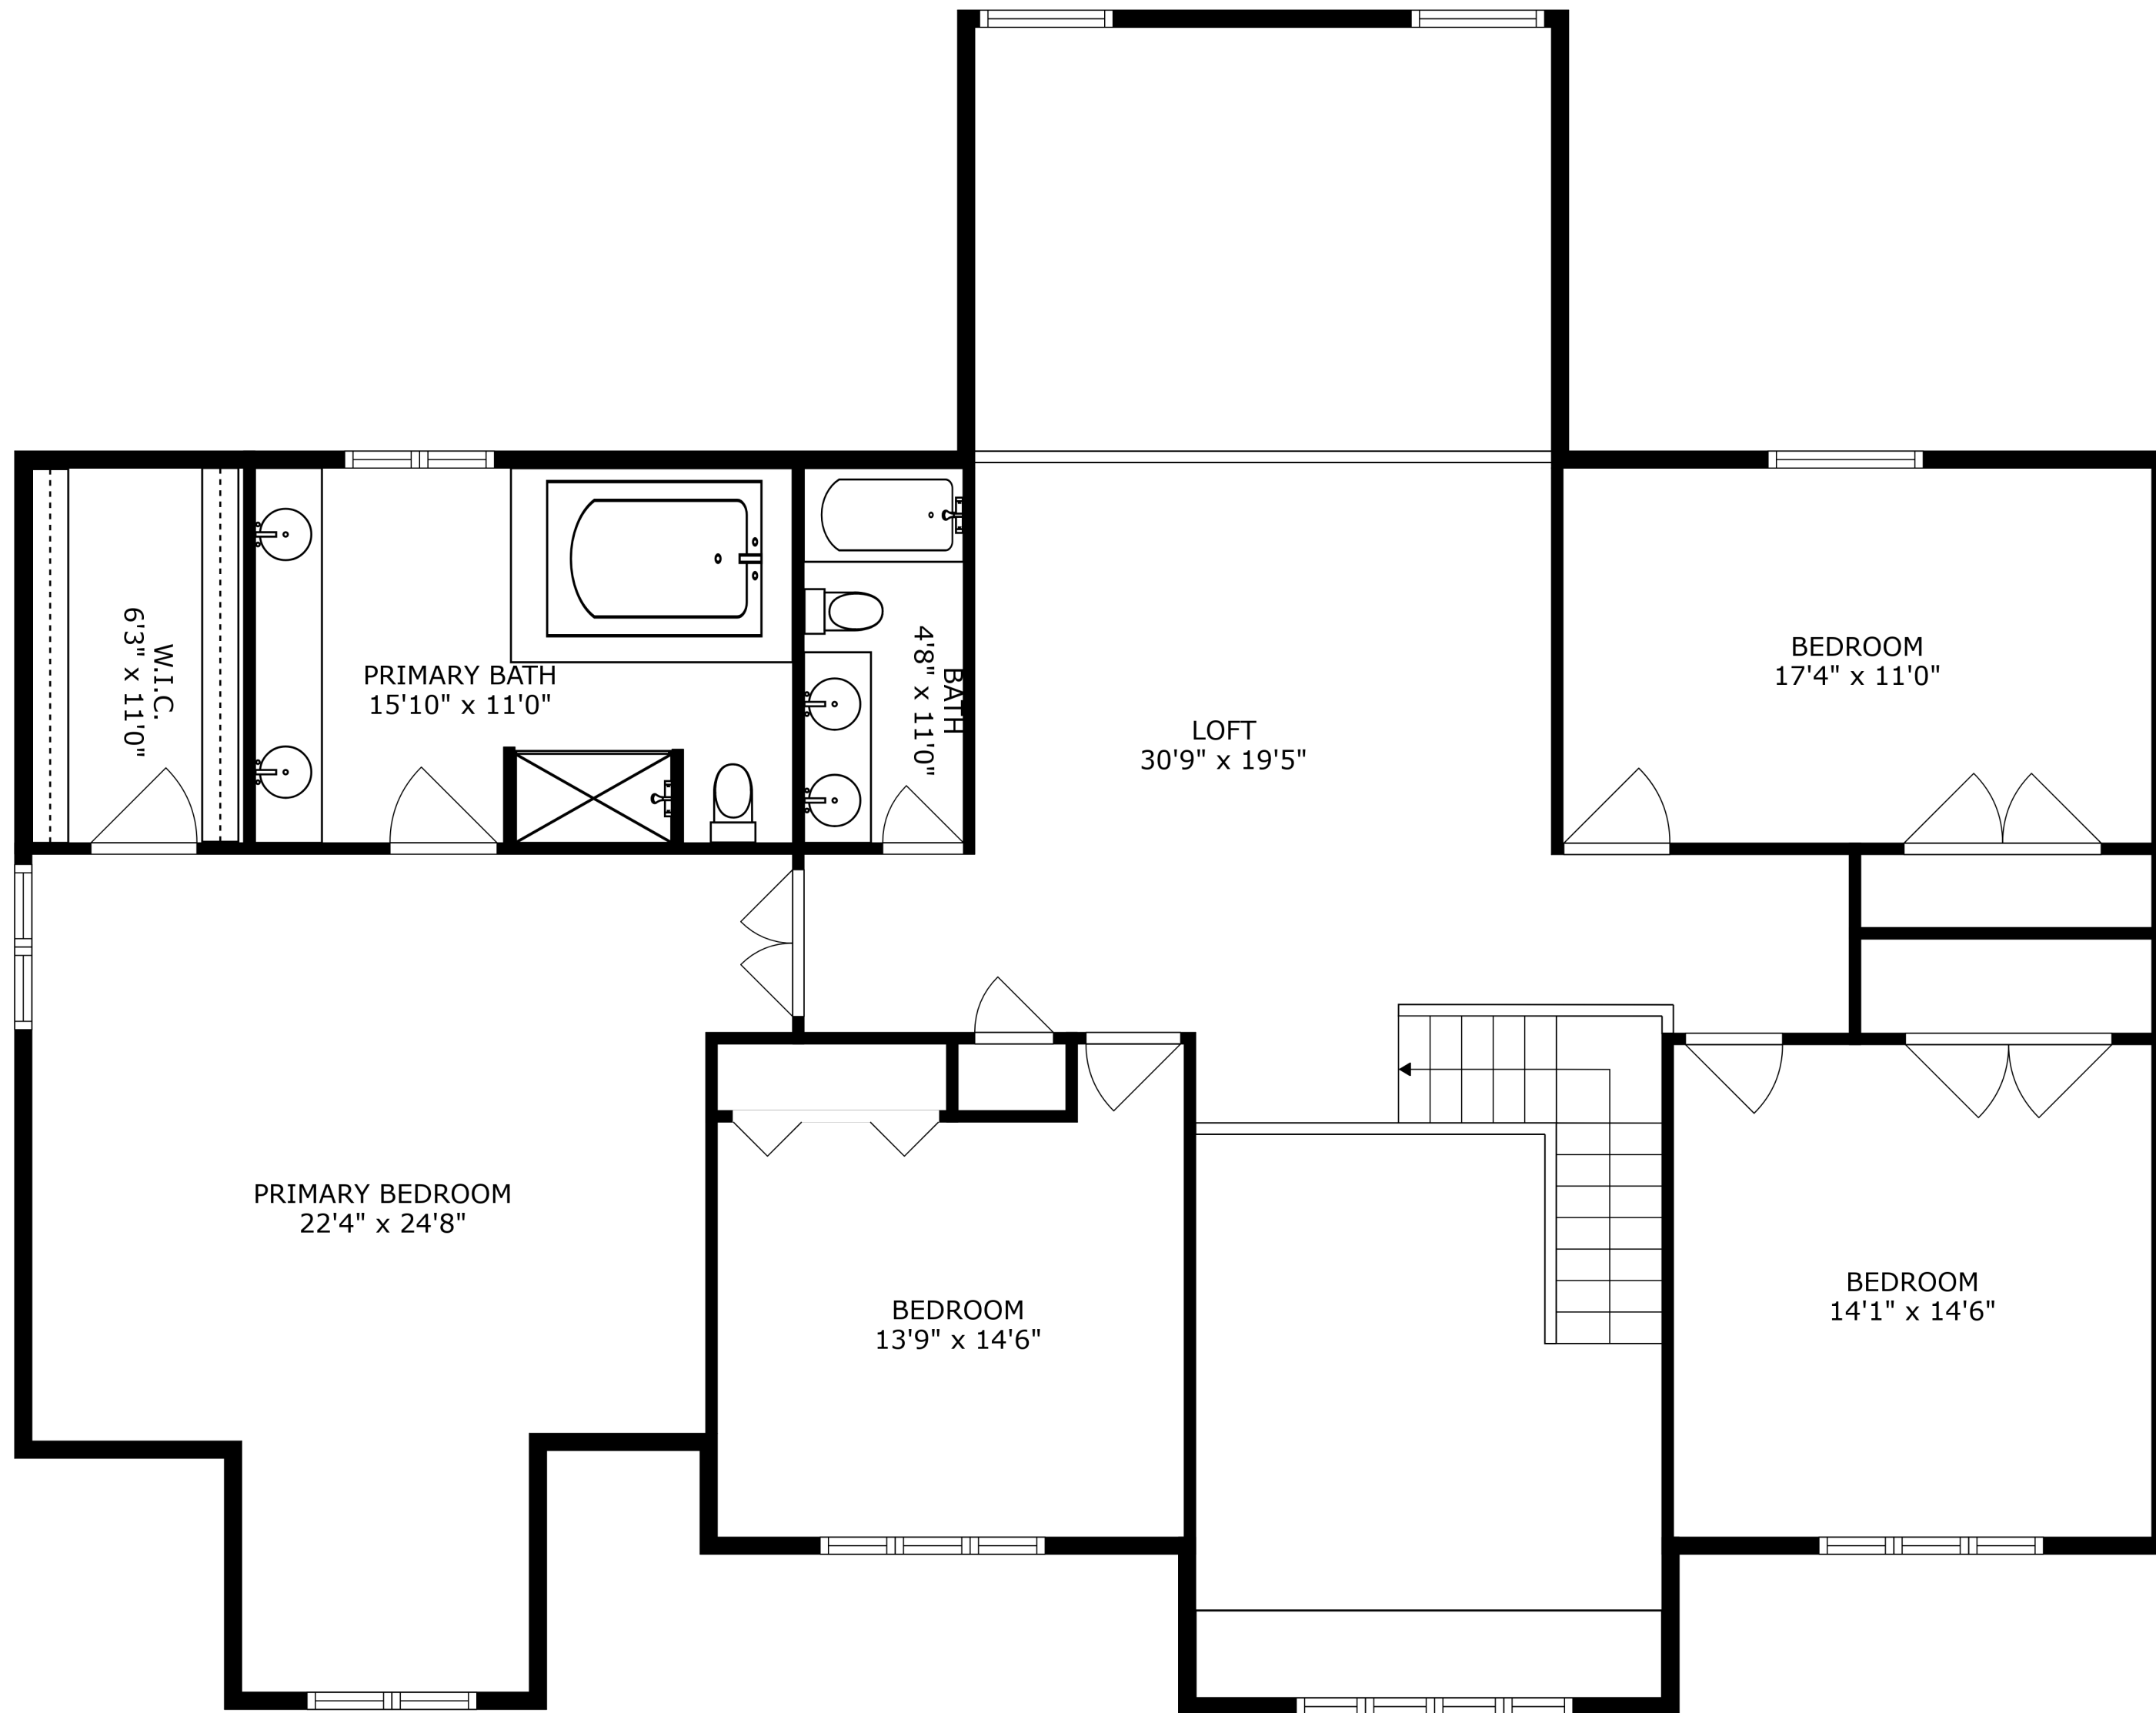 BEDROOM
17'4" x 11'0"
W.I.C.
6'3" x 11'0"
PRIMARY BATH
15'10" x 11'0"
BATH
4'8" x 11'0"
LOFT
30'9" x 19'5"
PRIMARY BEDROOM
22'4" x 24'8"
BEDROOM
13'9" x 14'6"
BEDROOM
14'1" x 14'6"